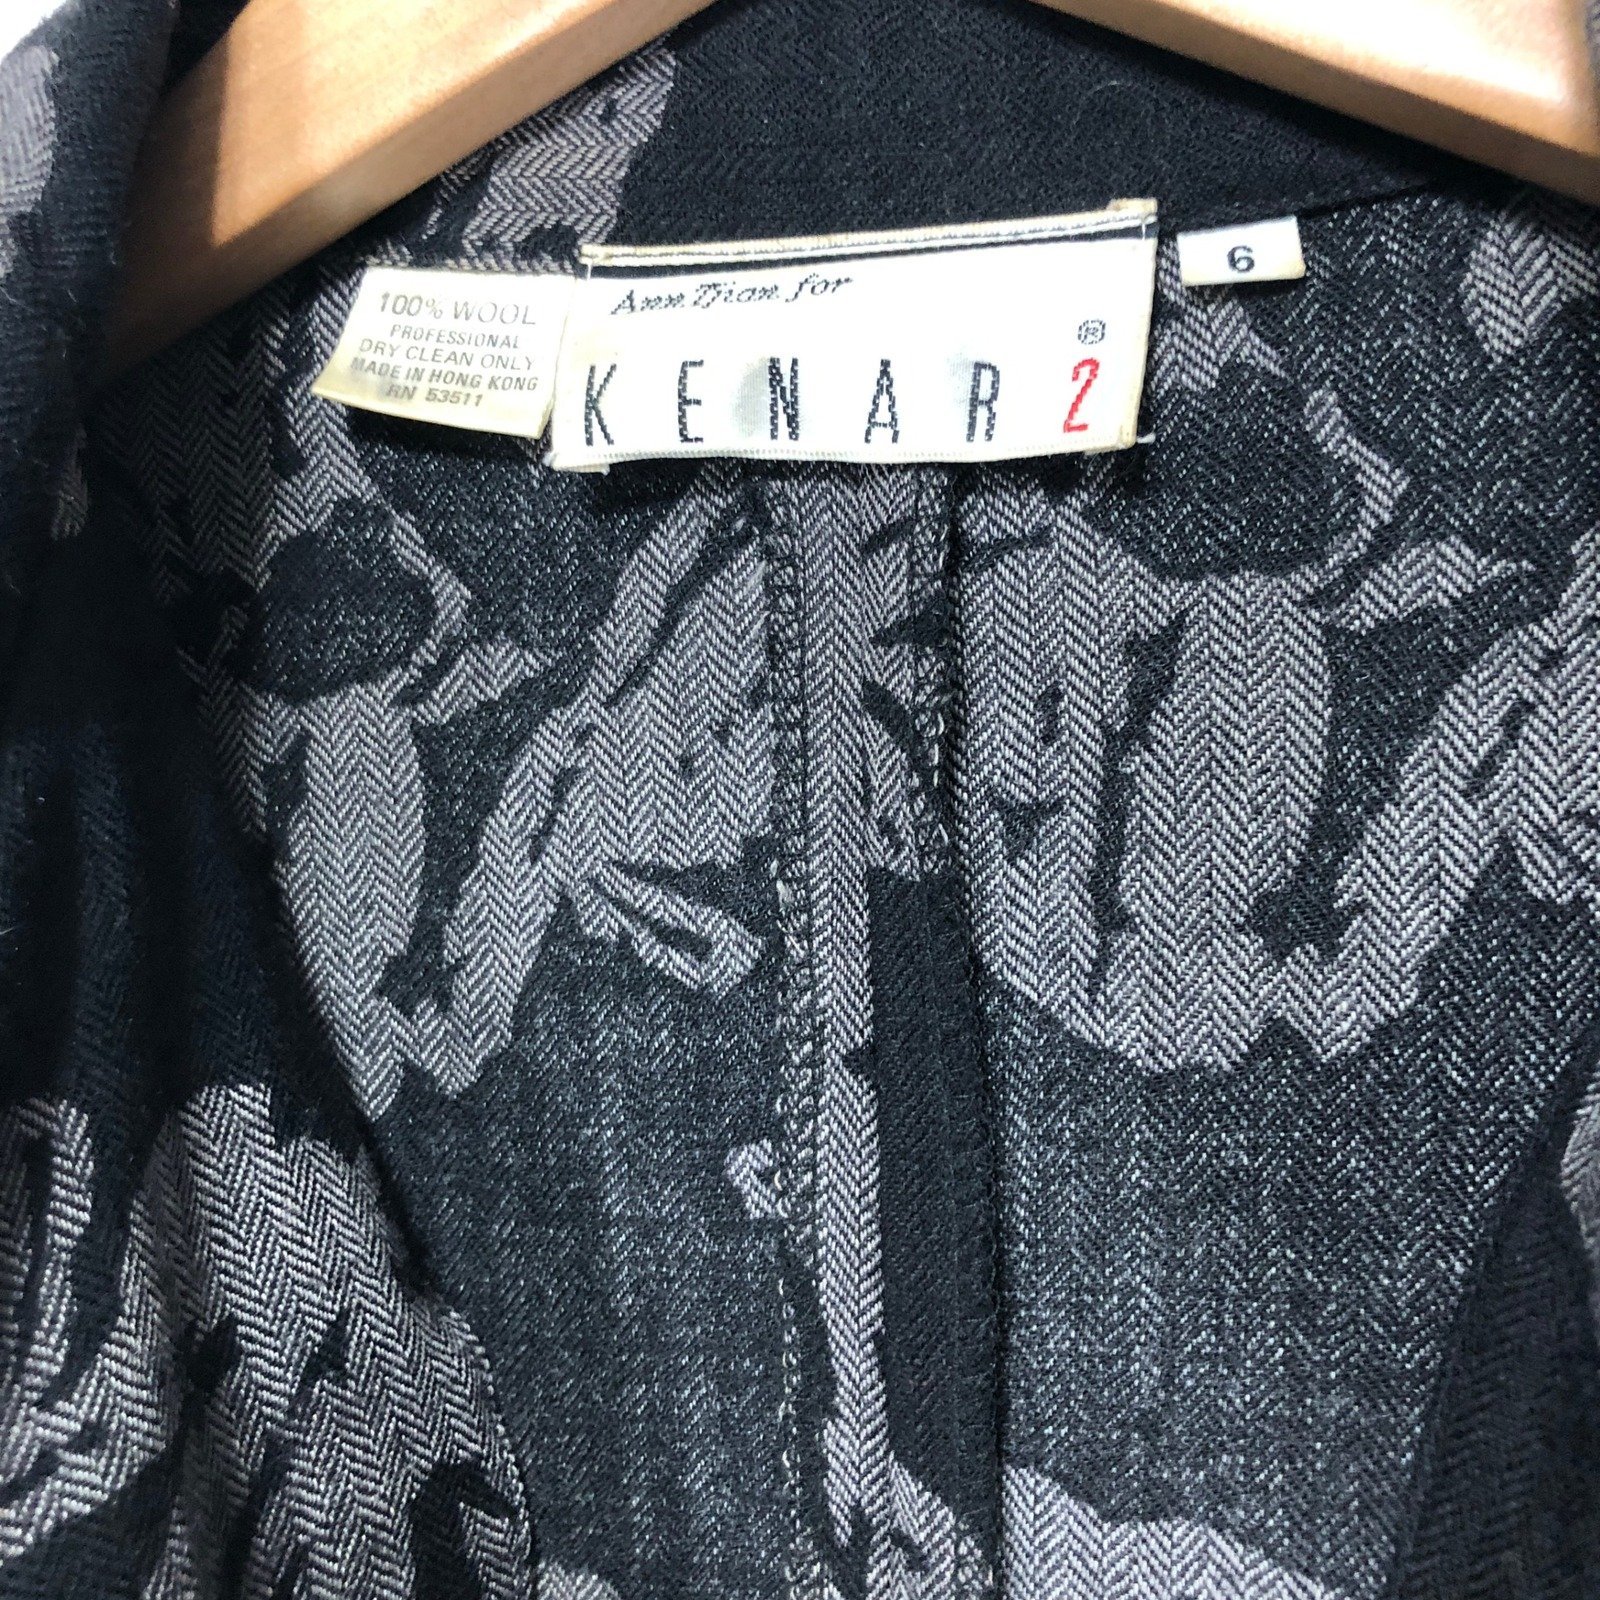 100% WOOL
PROFESSIONAL
DRY CLEAN ONLY
MADE IN HONG KONG
RN 53511
Ann Tjian for
®
KENAR 2
6